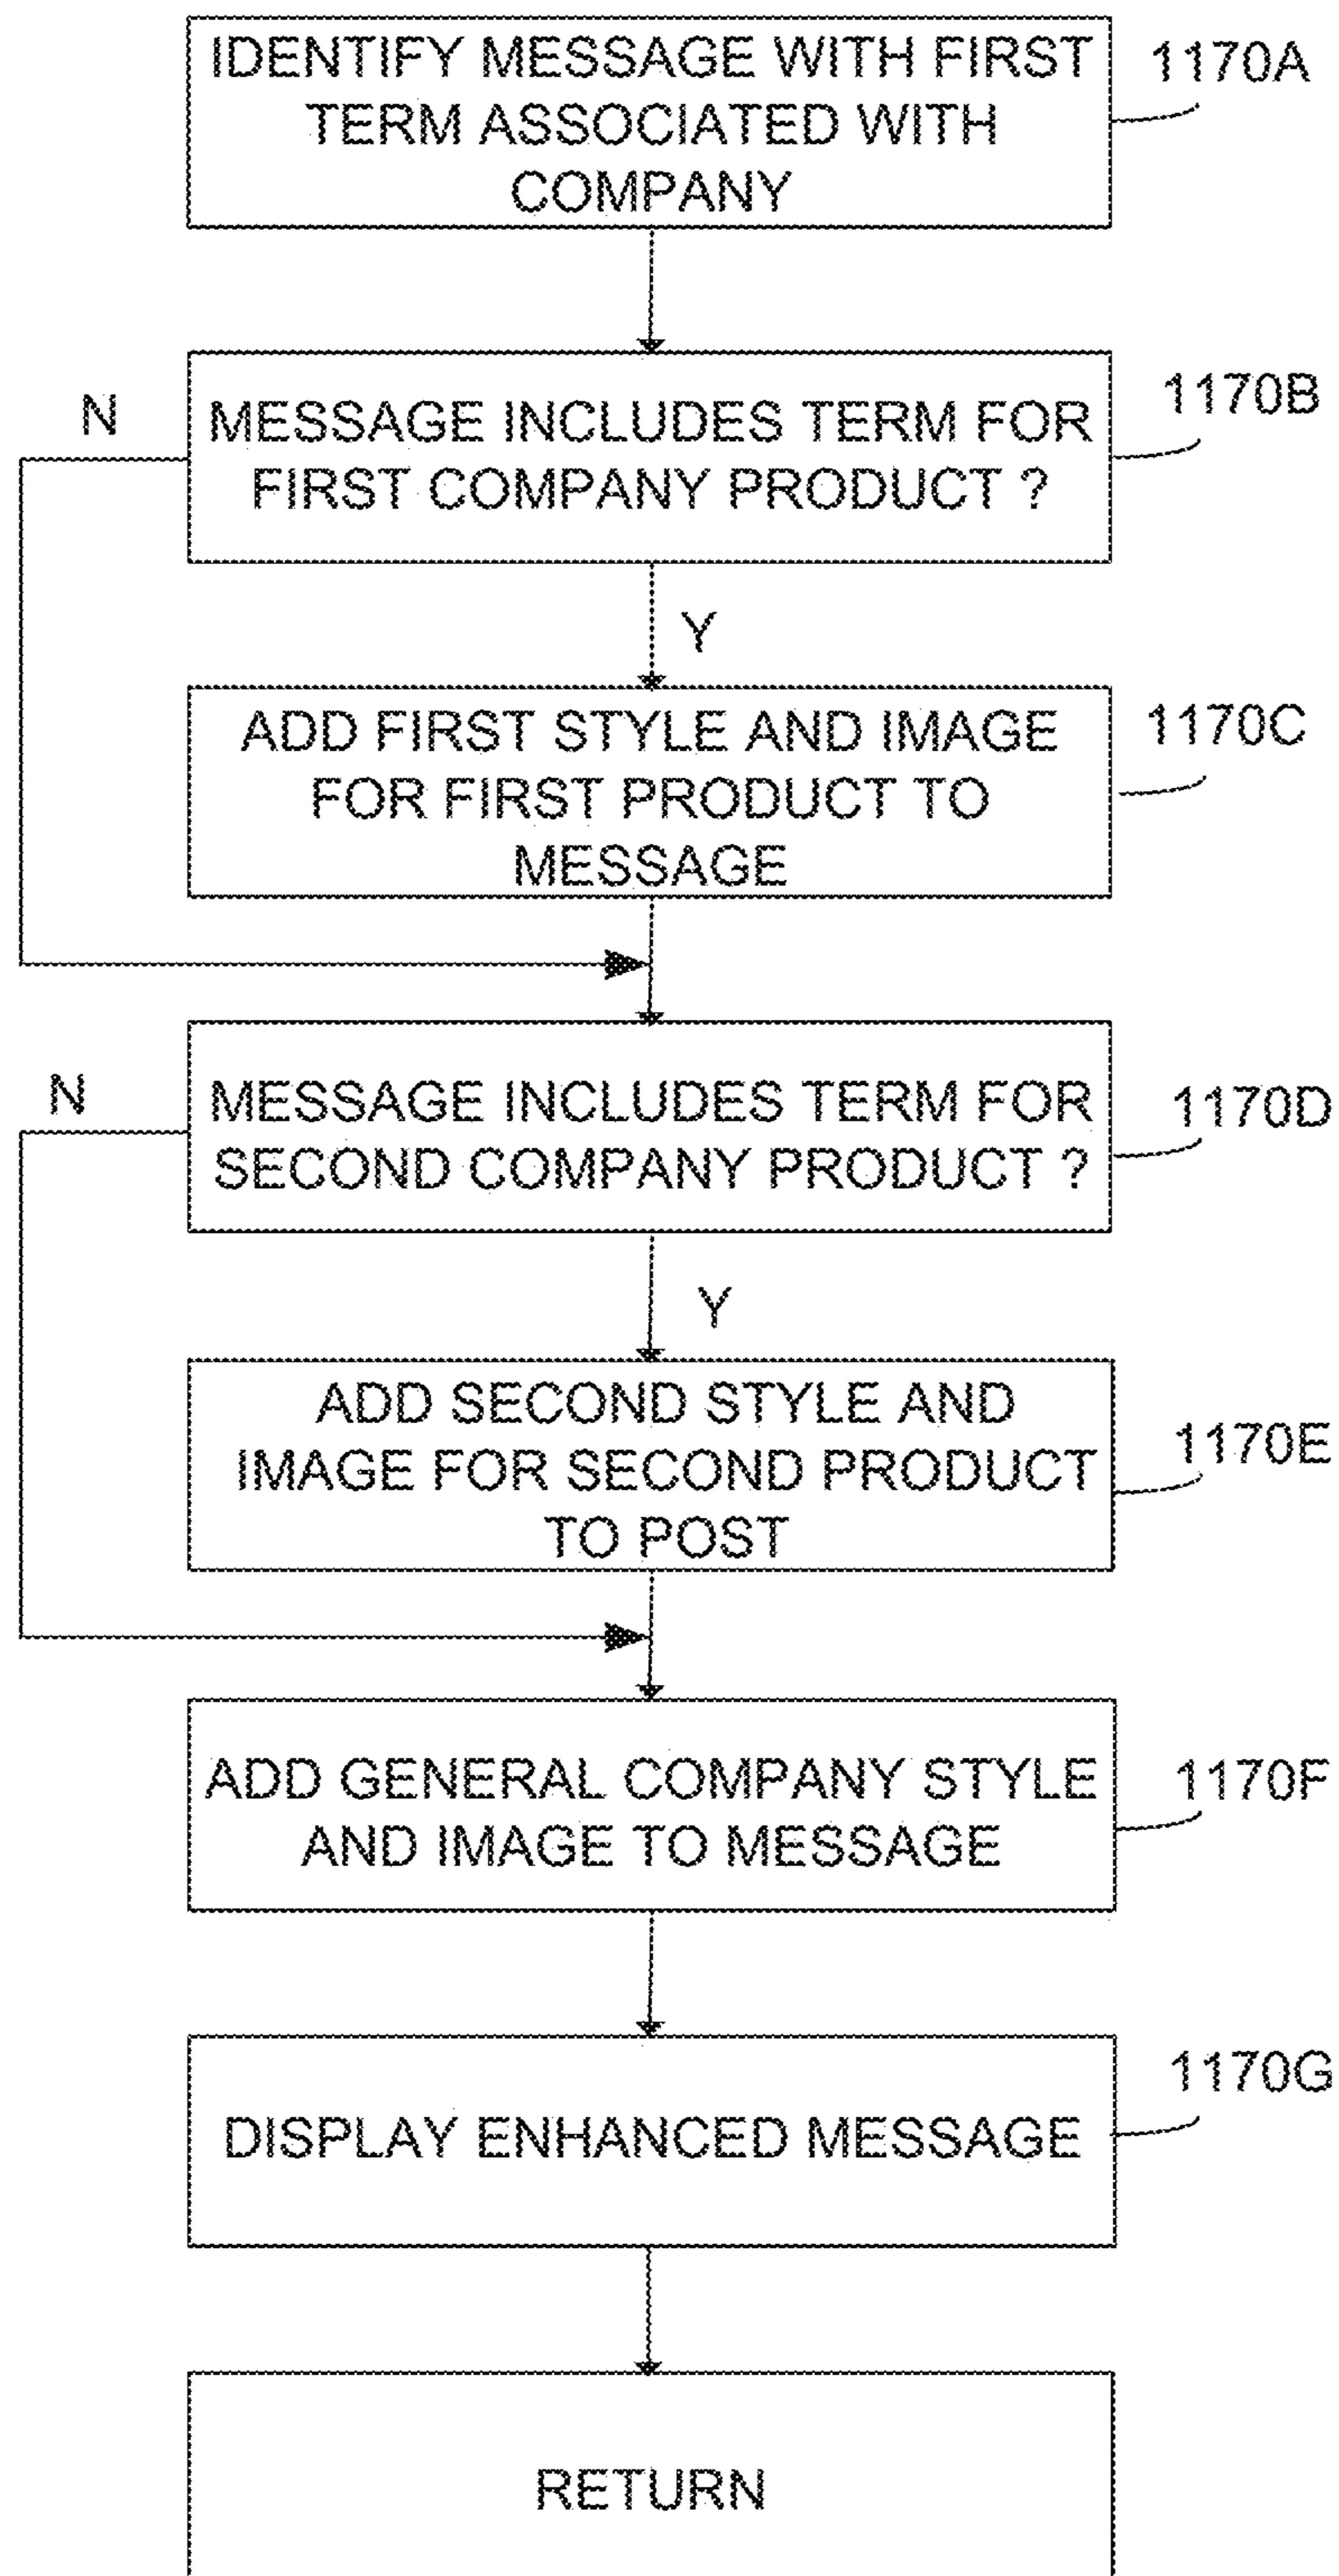 IDENTIFY MESSAGE WITH FIRST
TERM ASSOCIATED WITH
COMPANY
1170A
N
MESSAGE INCLUDES TERM FOR
FIRST COMPANY PRODUCT ?
1170B
Y
ADD FIRST STYLE AND IMAGE
FOR FIRST PRODUCT TO
MESSAGE
1170C
N
MESSAGE INCLUDES TERM FOR
SECOND COMPANY PRODUCT ?
1170D
Y
ADD SECOND STYLE AND
IMAGE FOR SECOND PRODUCT
TO POST
1170E
ADD GENERAL COMPANY STYLE
AND IMAGE TO MESSAGE
1170F
DISPLAY ENHANCED MESSAGE
1170G
RETURN